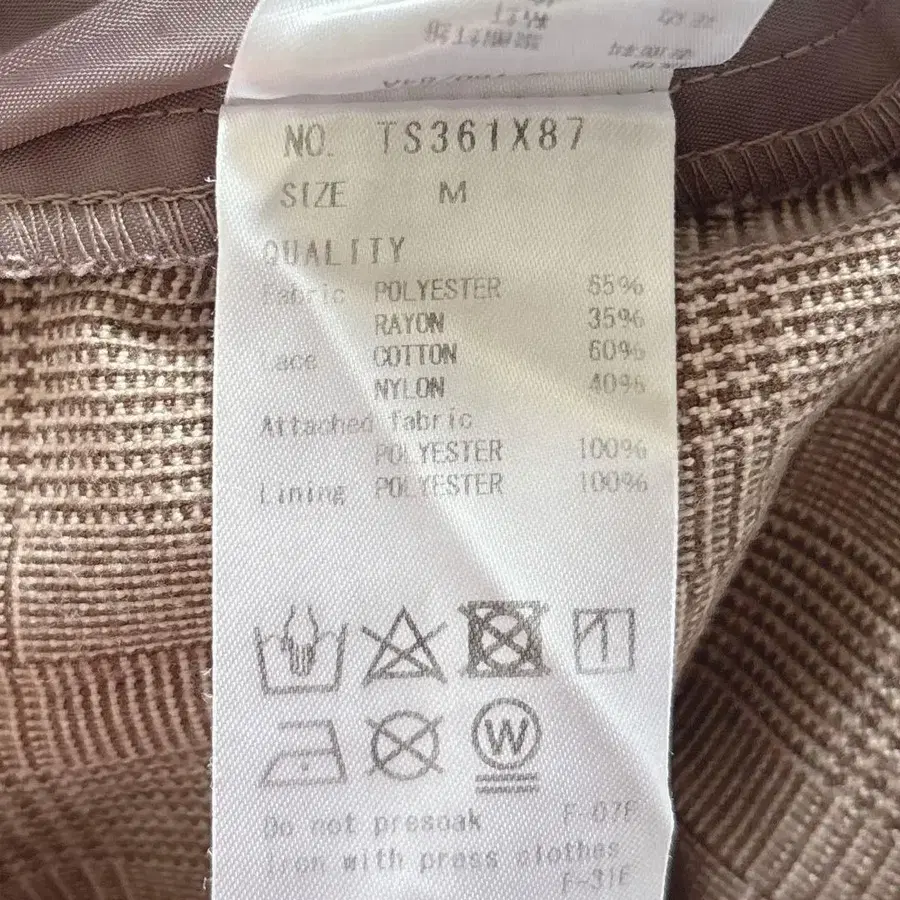 NO. TS361X87
SIZE M
QUALITY
Fabric POLYESTER 65%
RAYON 35%
Lace COTTON 60%
NYLON 40%
Attached fabric
POLYESTER 100%
Lining POLYESTER 100%
W
Do not presoak F-07F
Iron with press clothes
F-31F